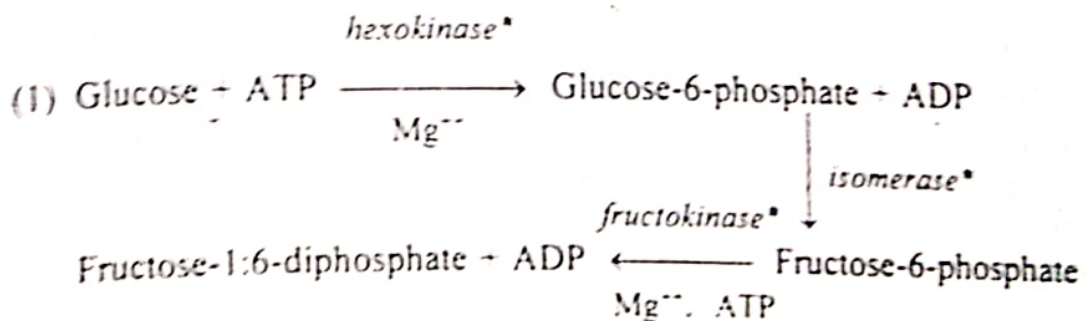 hexokinase*
(1) Glucose + ATP ⟶ Glucose-6-phosphate + ADP
Mg++
isomerase*
fructokinase*
Fructose-1:6-diphosphate + ADP ⟵ Fructose-6-phosphate
Mg++. ATP